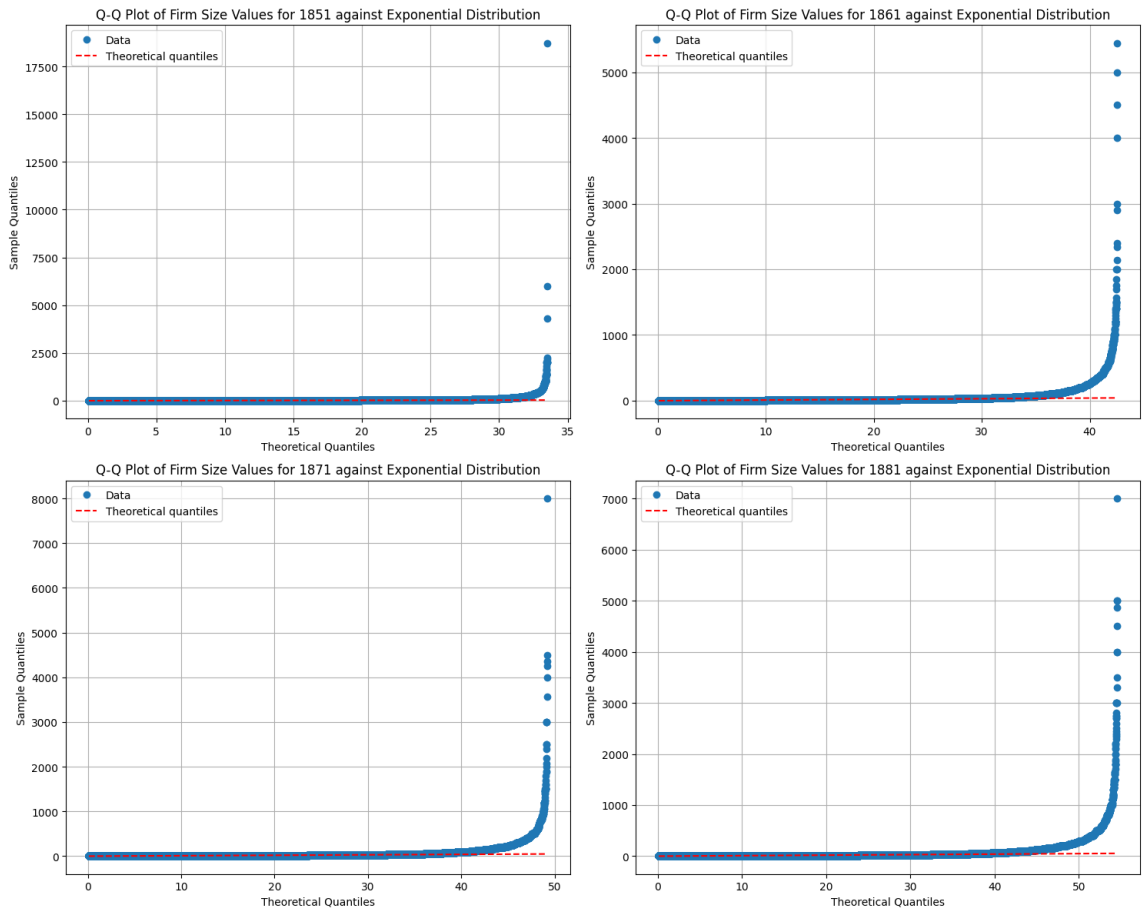 Q-Q Plot of Firm Size Values for 1851 against Exponential Distribution
Data
Theoretical quantiles
17500
15000
12500
10000
7500
5000
2500
0
Sample Quantiles
0 5 10 15 20 25 30 35
Theoretical Quantiles
Q-Q Plot of Firm Size Values for 1861 against Exponential Distribution
Data
Theoretical quantiles
5000
4000
3000
2000
1000
0
Sample Quantiles
0 10 20 30 40
Theoretical Quantiles
Q-Q Plot of Firm Size Values for 1871 against Exponential Distribution
Data
Theoretical quantiles
8000
7000
6000
5000
4000
3000
2000
1000
0
Sample Quantiles
0 10 20 30 40 50
Theoretical Quantiles
Q-Q Plot of Firm Size Values for 1881 against Exponential Distribution
Data
Theoretical quantiles
7000
6000
5000
4000
3000
2000
1000
0
Sample Quantiles
0 10 20 30 40 50
Theoretical Quantiles